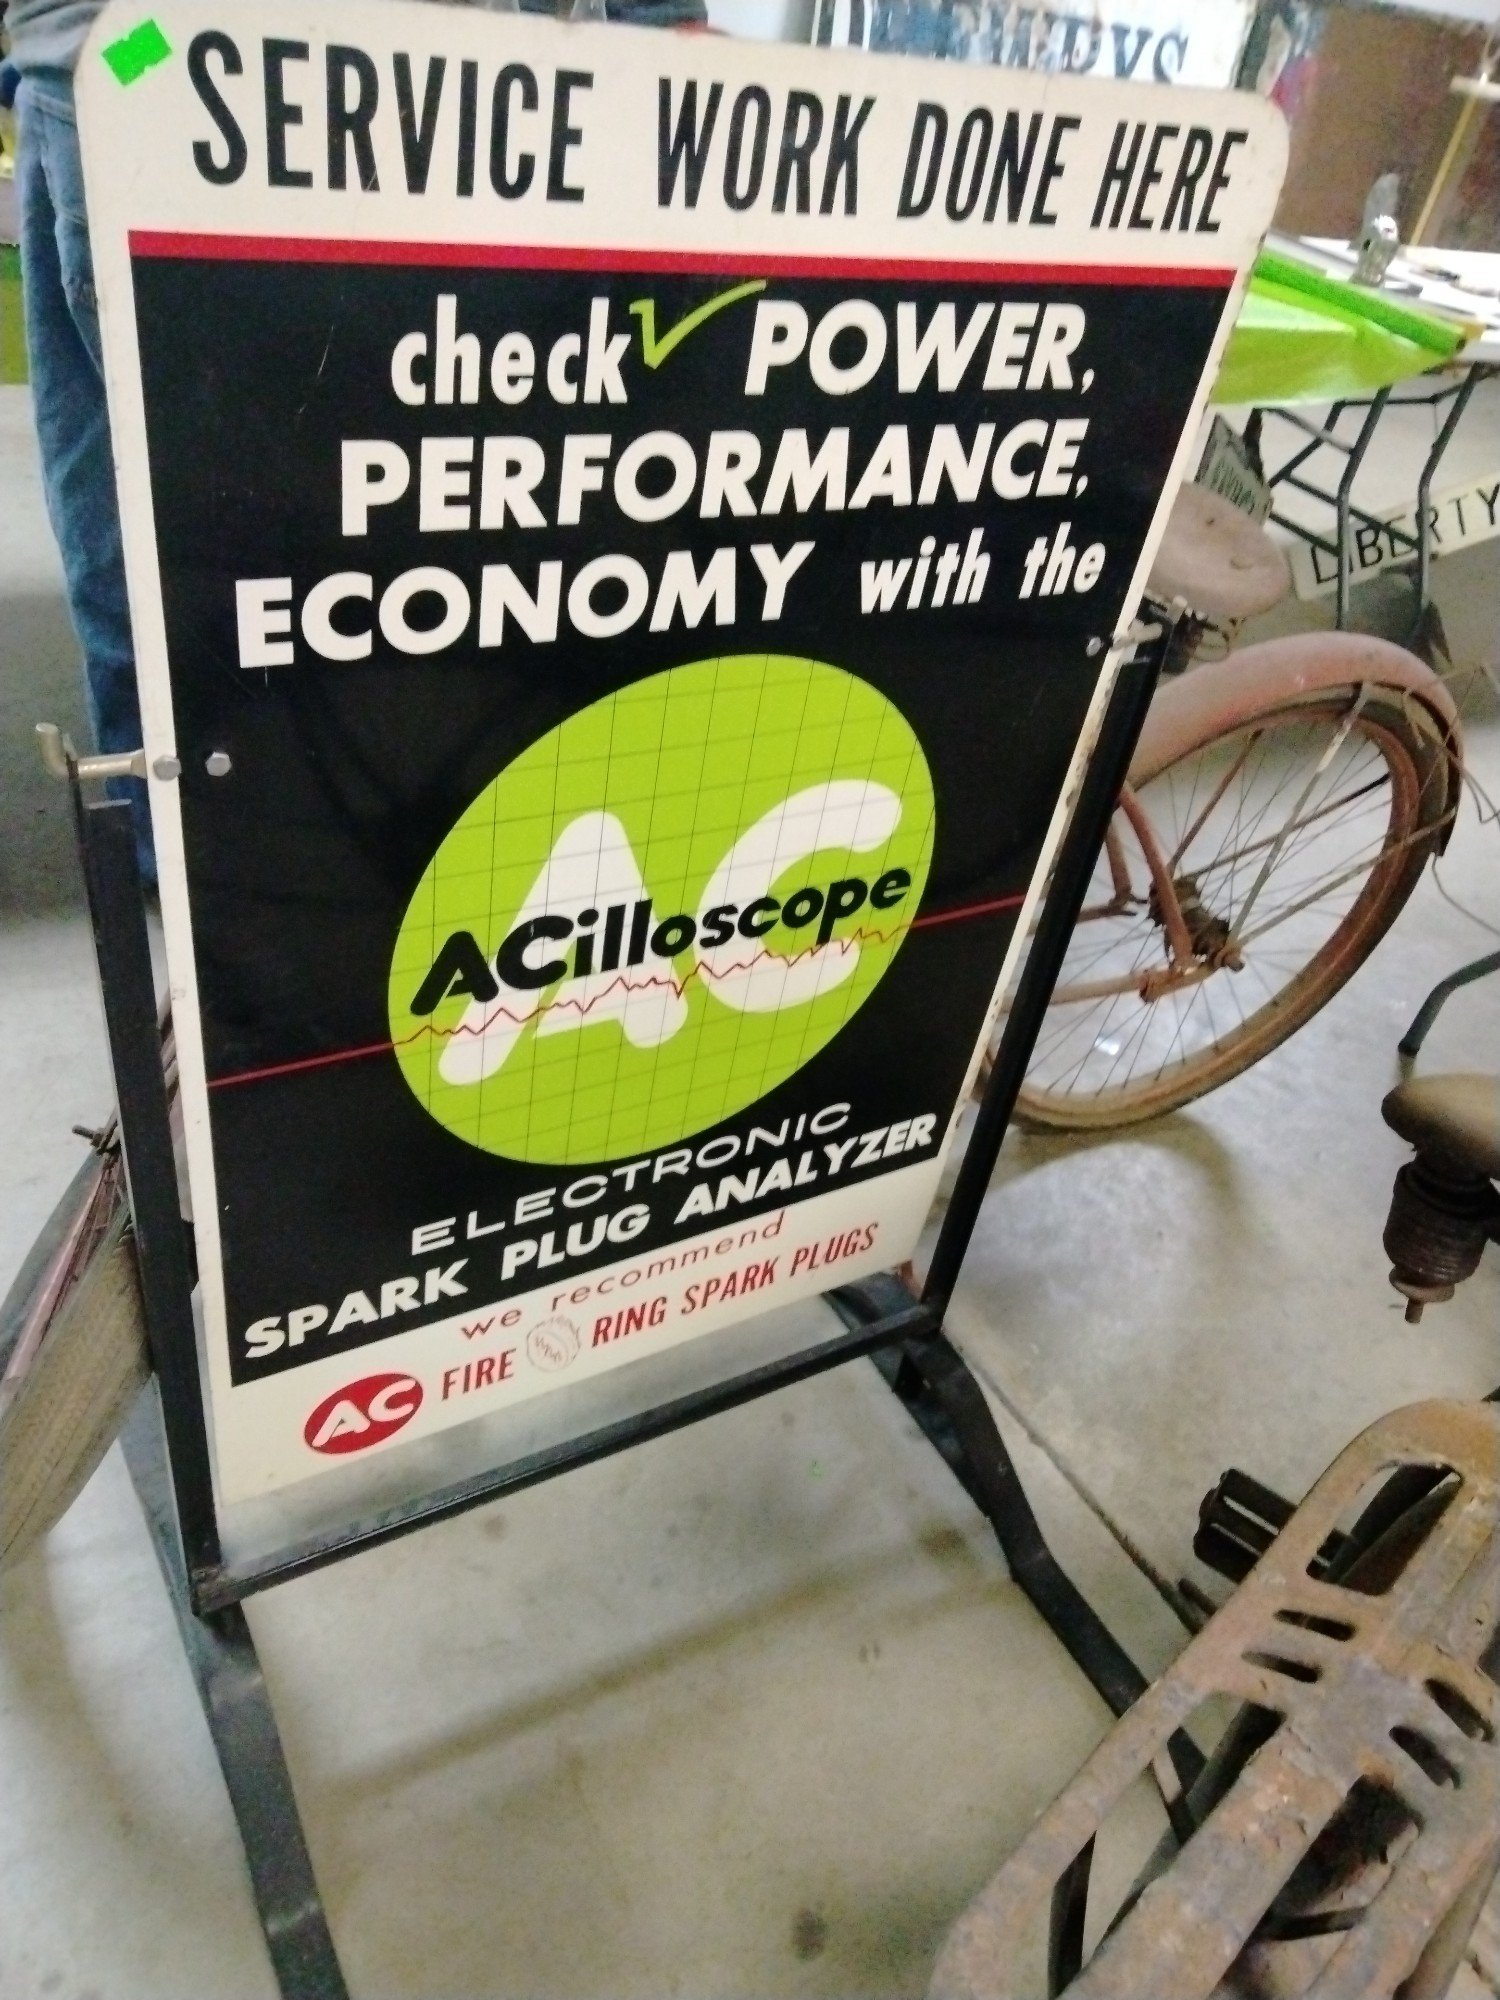 SERVICE WORK DONE HERE
check POWER,
PERFORMANCE,
ECONOMY with the
AC
ACilloscope
ELECTRONIC
SPARK PLUG ANALYZER
we recommend
AC FIRE RING SPARK PLUGS
LIBERTY